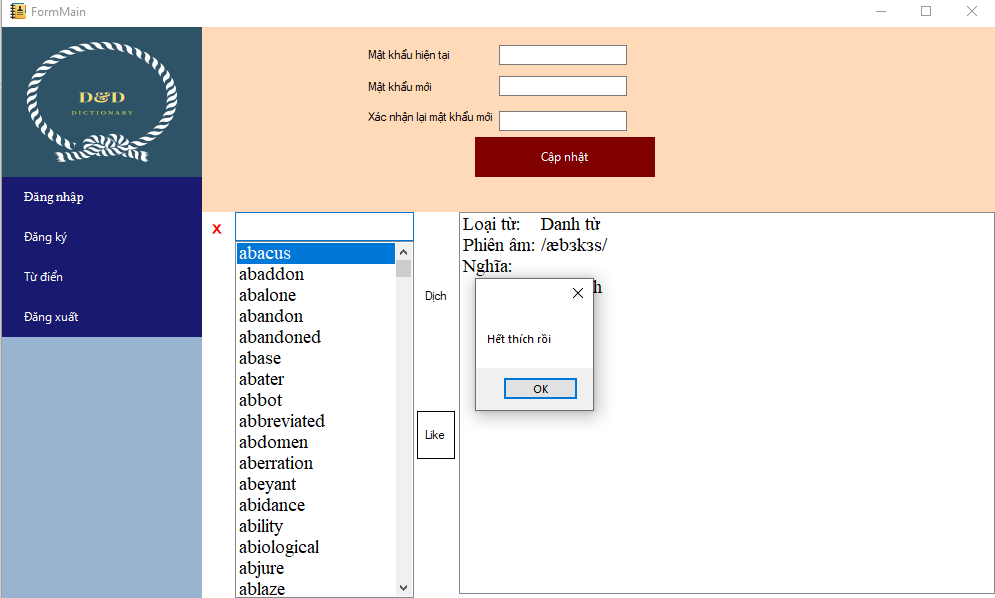 FormMain
D&D
DICTIONARY
Đăng nhập
Đăng ký
Từ điển
Đăng xuất
Mật khẩu hiện tại
Mật khẩu mới
Xác nhận lại mật khẩu mới
Cập nhật
X
abacus
abaddon
abalone
abandon
abandoned
abase
abater
abbot
abbreviated
abdomen
aberration
abeyant
abidance
ability
abiological
abjure
ablaze
Dịch
Like
Loại từ: Danh từ
Phiên âm: /æbɜkɜs/
Nghĩa:
h
Hết thích rồi
OK